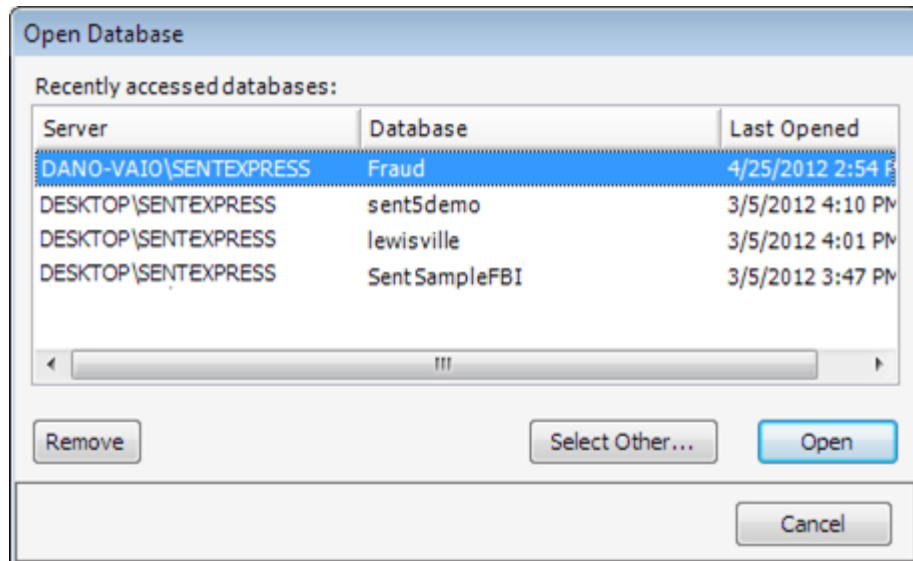 Open Database
Recently accessed databases:
Server Database Last Opened
DANO-VAIO\SENTEXPRESS Fraud 4/25/2012 2:54 P
DESKTOP\SENTEXPRESS sent5demo 3/5/2012 4:10 PM
DESKTOP\SENTEXPRESS lewisville 3/5/2012 4:01 PM
DESKTOP\SENTEXPRESS SentSampleFBI 3/5/2012 3:47 PM
Remove Select Other... Open
Cancel